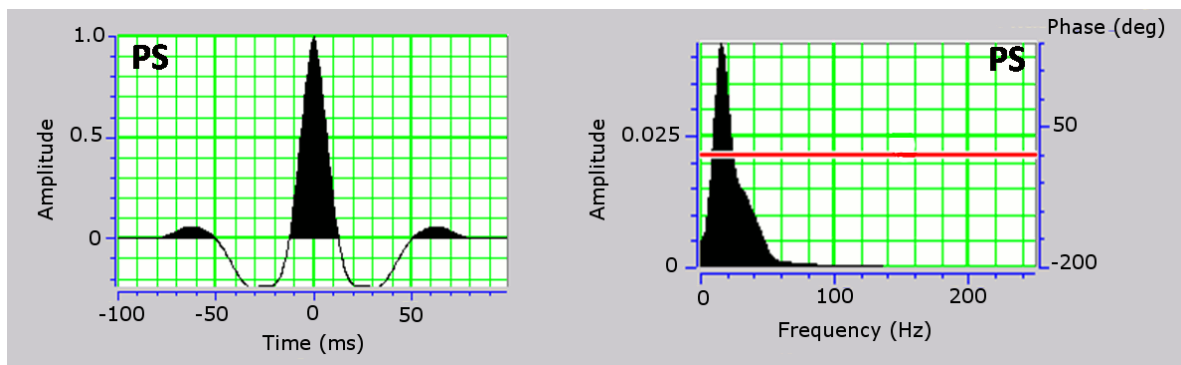 PS
1.0
0.5
0
Amplitude
-100 -50 0 50
Time (ms)
Phase (deg)
PS
0.025
0
Amplitude
50
-200
0 100 200
Frequency (Hz)